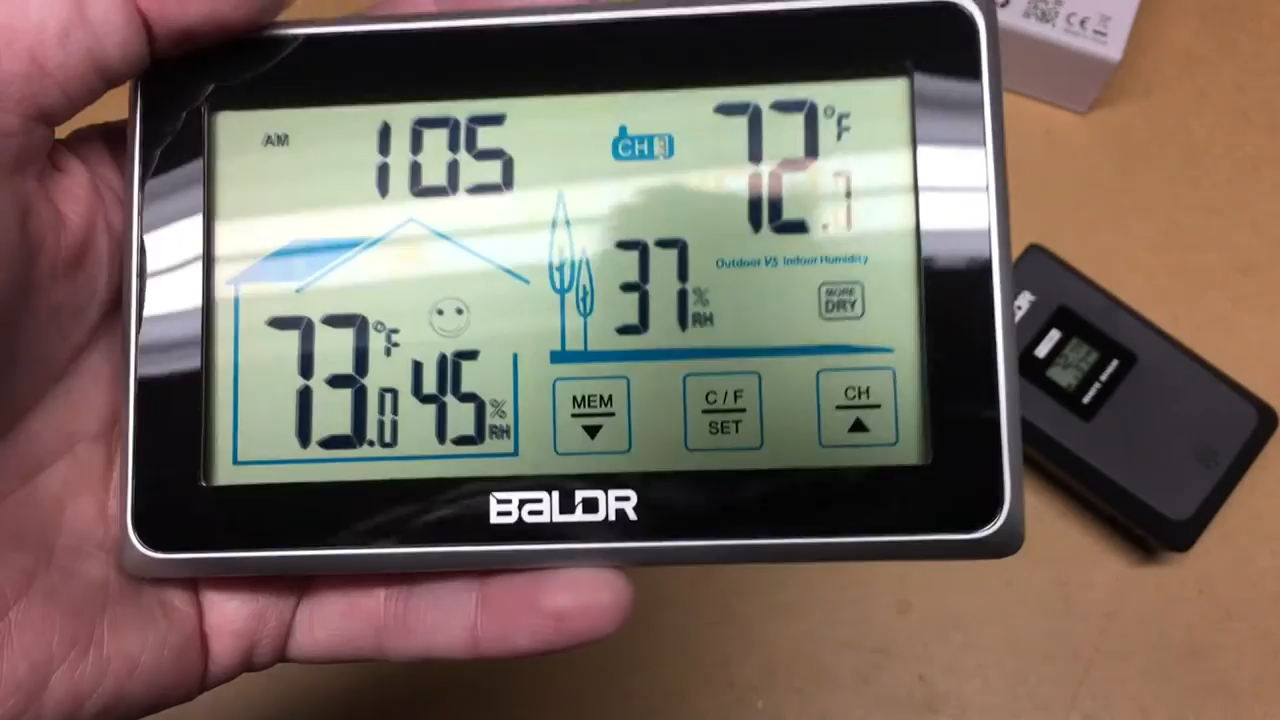 AM 105 CH 72 °F
37 % RH
Outdoor VS Indoor Humidity
MORE DRY
73.0 °F 45 % RH
MEM
C / F
SET
CH
BALDR
CE